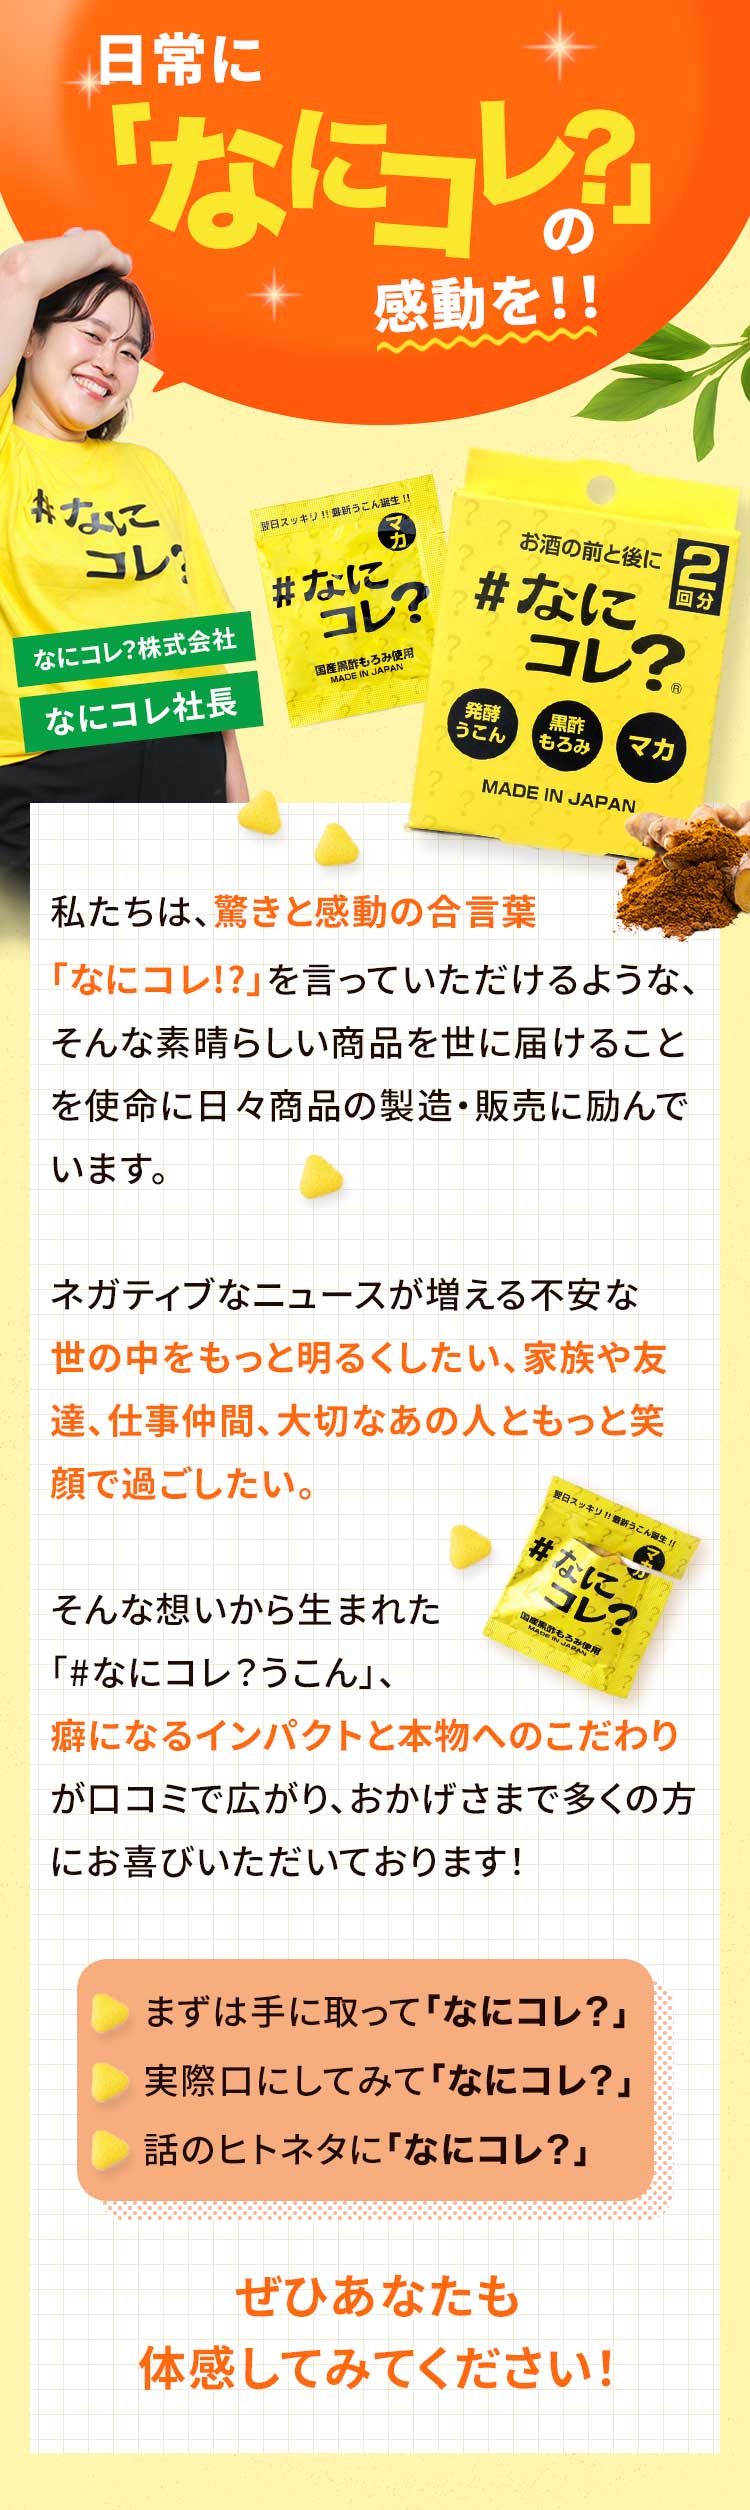 日常に
「なにコレ?」
の
感動を!!
#なに
コレ?
なにコレ?株式会社
なにコレ社長
翌日スッキリ!!最新うこん誕生!!
マカ
#なに
コレ?
国産黒酢もろみ使用
MADE IN JAPAN
お酒の前と後に
2
回分
#なに
コレ?®
発酵
うこん
黒酢
もろみ
マカ
MADE IN JAPAN
私たちは、驚きと感動の合言葉
「なにコレ!?」を言っていただけるような、
そんな素晴らしい商品を世に届けること
を使命に日々商品の製造・販売に励んで
います。
ネガティブなニュースが増える不安な
世の中をもっと明るくしたい、家族や友
達、仕事仲間、大切なあの人ともっと笑
顔で過ごしたい。
翌日スッキリ!!最新うこん誕生!!
マカ
#なに
コレ?
国産黒酢もろみ使用
MADE IN JAPAN
そんな想いから生まれた
「#なにコレ？うこん」、
癖になるインパクトと本物へのこだわり
が口コミで広がり、おかげさまで多くの方
にお喜びいただいております！
まずは手に取って「なにコレ？」
実際口にしてみて「なにコレ？」
話のヒトネタに「なにコレ？」
ぜひあなたも
体感してみてください！